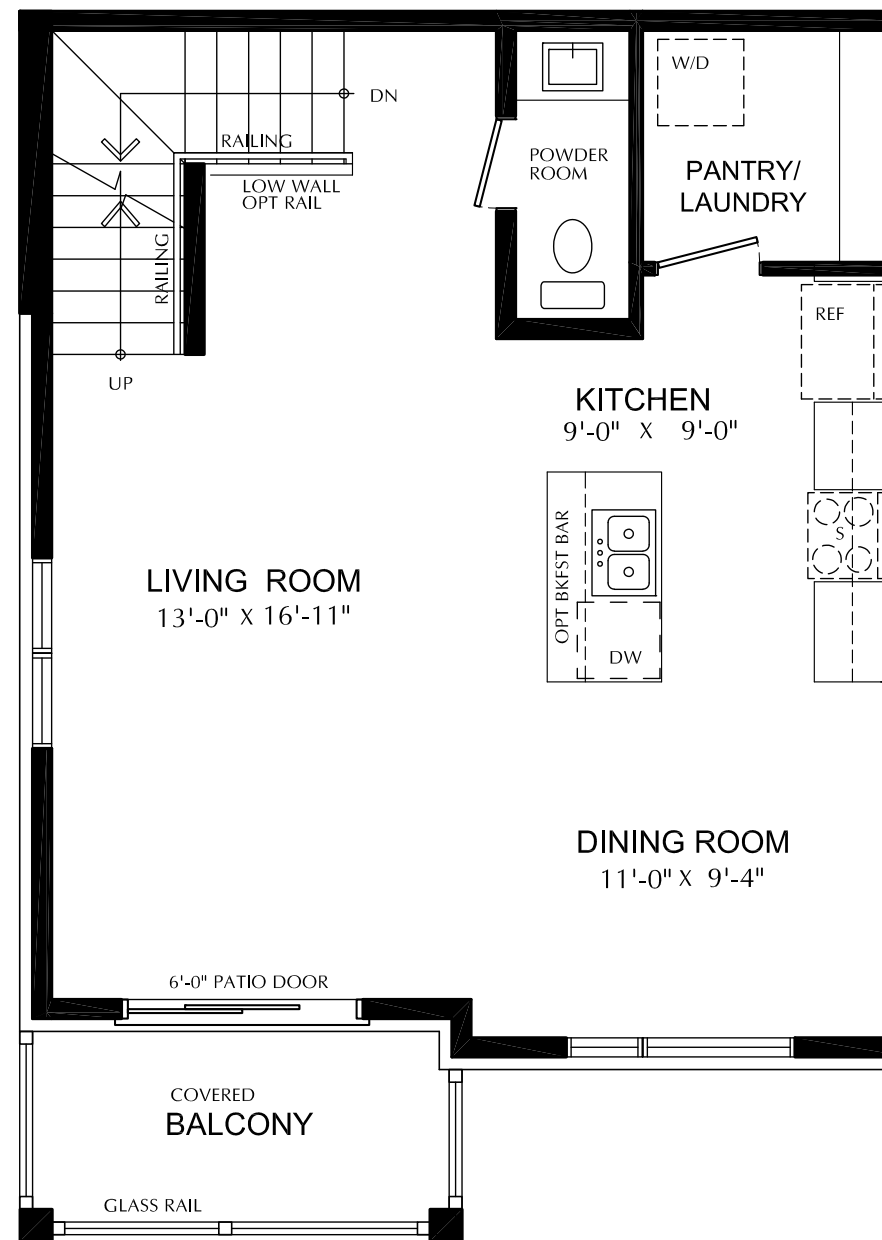 W/D
DN
RAILING
POWDER
ROOM
PANTRY/
LAUNDRY
LOW WALL
OPT RAIL
RAILING
REF
UP
KITCHEN
9'-0" X 9'-0"
OPT BKFST BAR
S
LIVING ROOM
13'-0" X 16'-11"
DW
DINING ROOM
11'-0" X 9'-4"
6'-0" PATIO DOOR
COVERED
BALCONY
GLASS RAIL